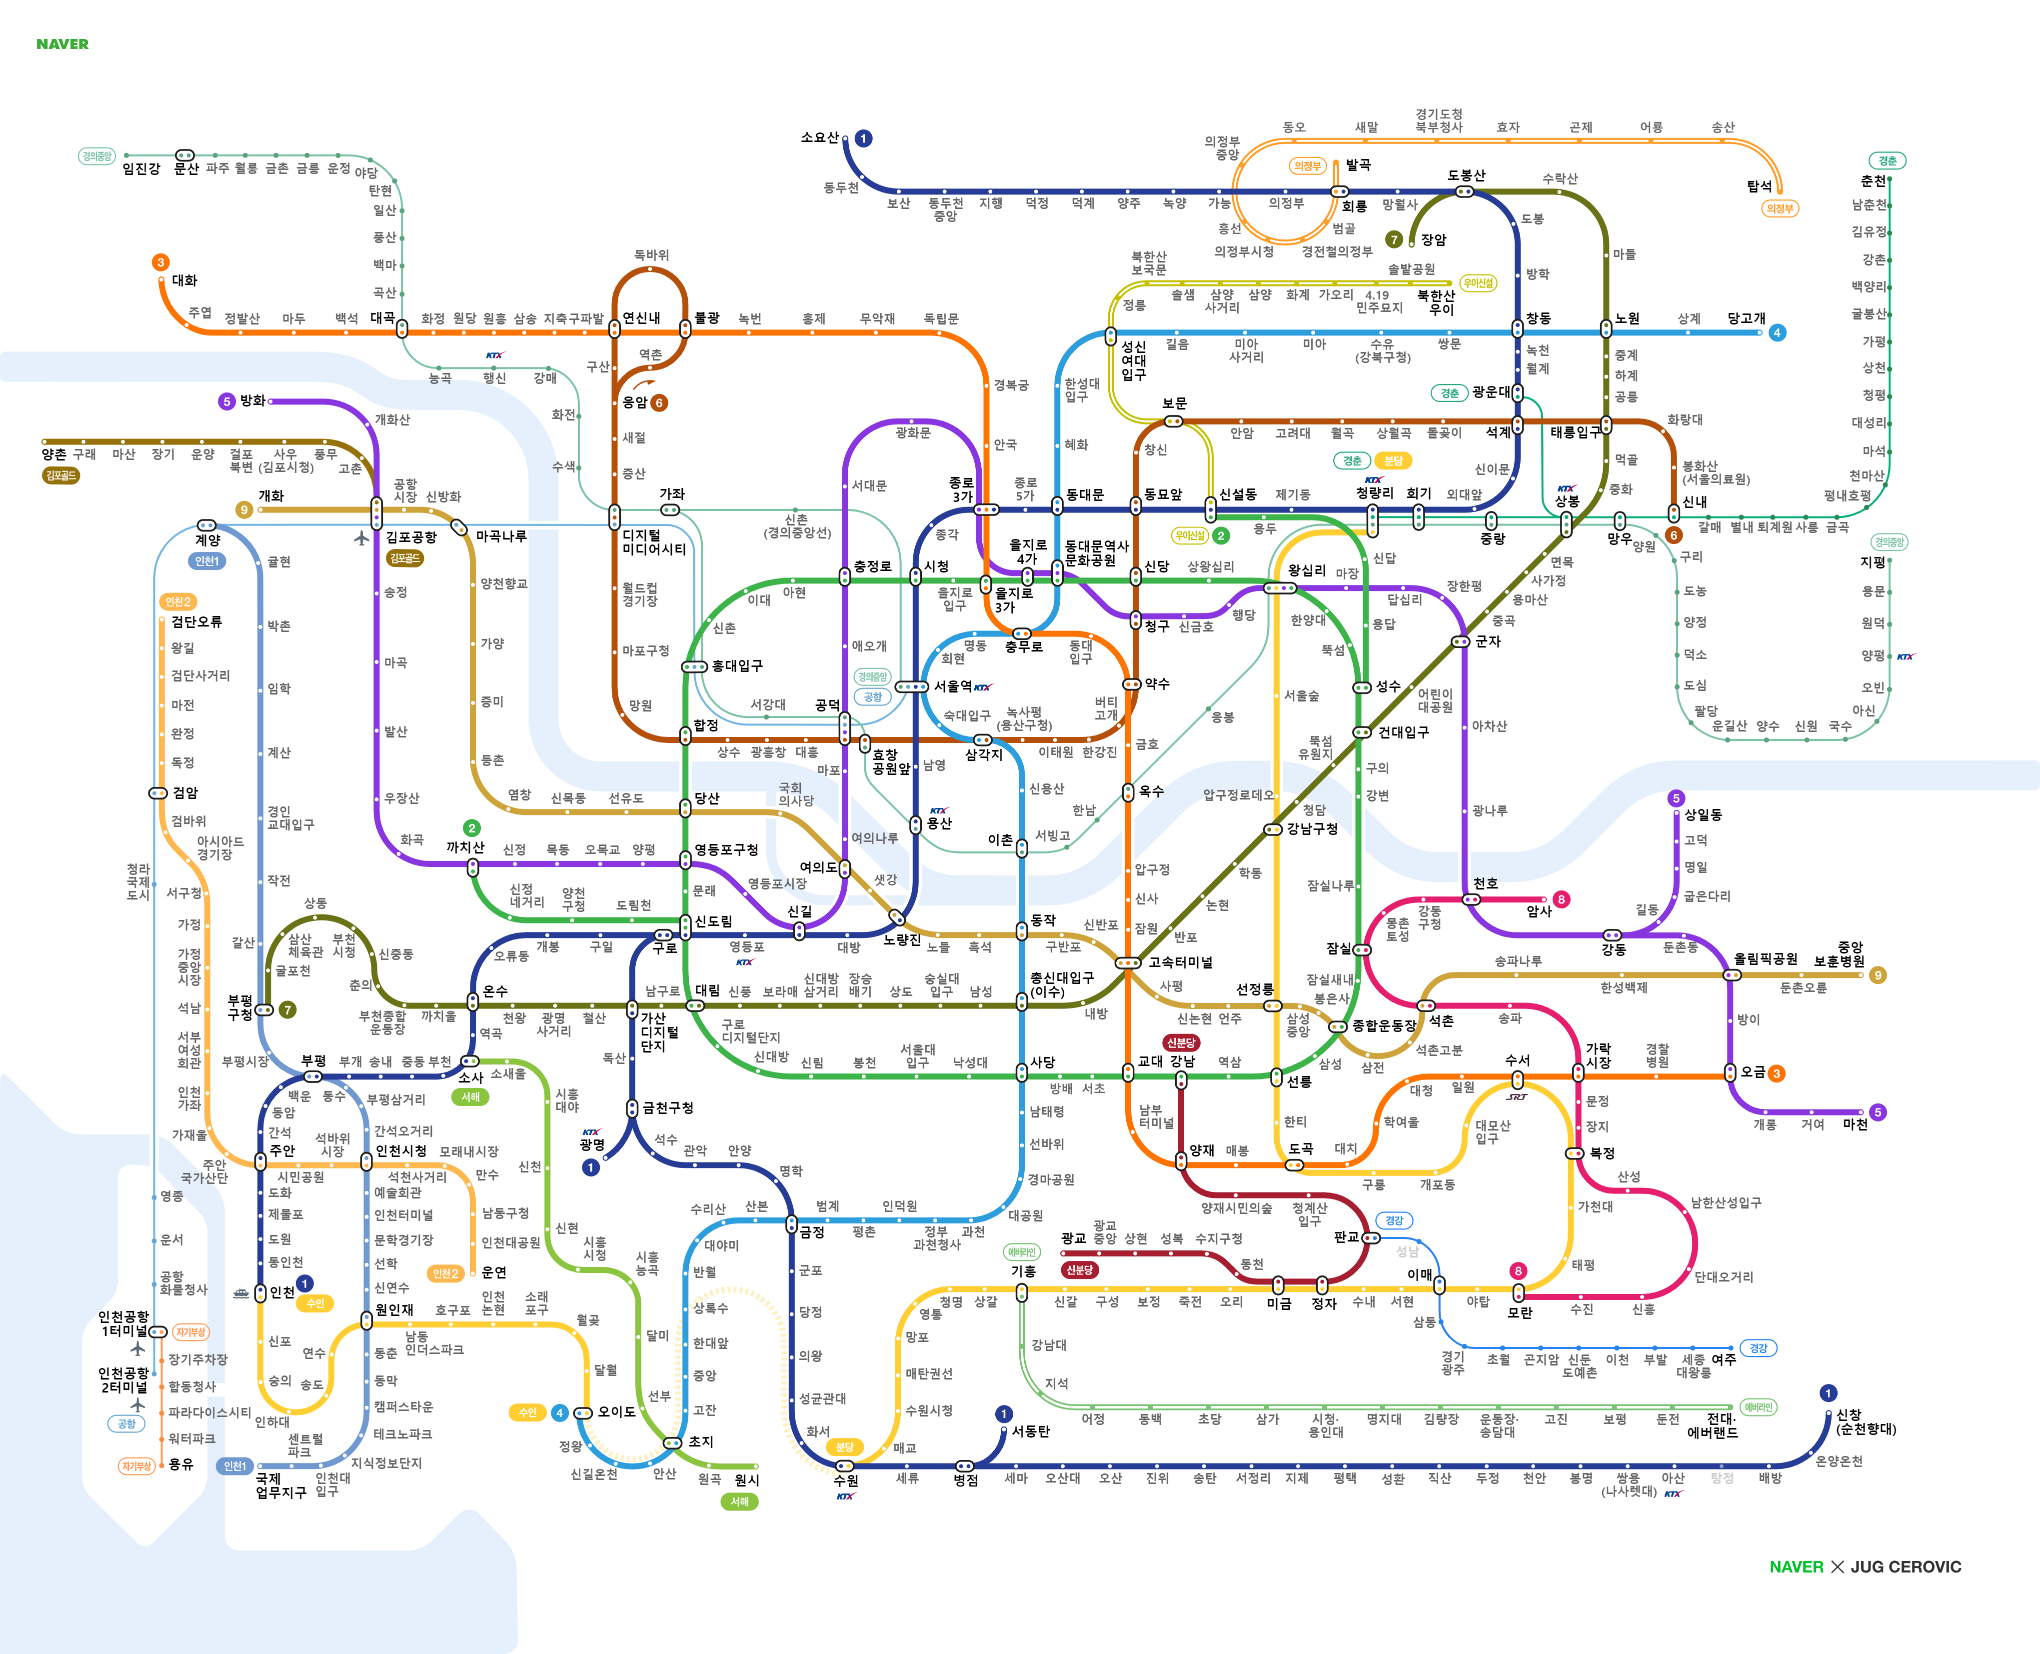 NAVER
소요산 1
경의중앙
임진강 문산 파주 월롱 금촌 금릉 운정 야당
탄현
일산
풍산
백마
곡산
3
대화
주엽 정발산 마두 백석 대곡 화정 원당 원흥 삼송 지축 구파발 연신내 불광 녹번 홍제 무악재 독립문
독바위
구산 역촌
응암 6
새절
증산
능곡 KTX 행신 강매
화전
수색
동두천 보산 동두천
중앙 지행 덕정 덕계 양주 녹양 가능 의정부 회룡 망월사 도봉산
의정부
중앙 동오 새말 경기도청
북부청사 효자 곤제 어룡 송산
탑석
의정부
의정부 발곡
흥선 의정부시청 경전철의정부 범골
7 장암
수락산
도봉
방학
마들
경춘
춘천
남춘천
김유정
강촌
백양리
굴봉산
가평
상천
청평
대성리
마석
천마산
평내호평
북한산
보국문
정릉 솔샘 삼양
사거리 삼양 화계 가오리 4.19
민주묘지 솔밭공원 북한산
우이
우이신설
성신
여대
입구 길음 미아
사거리 미아 수유
(강북구청) 쌍문 창동 노원 상계 당고개 4
녹천
월계
경춘 광운대
중계
하계
공릉
보문 안암 고려대 월곡 상월곡 돌곶이 석계 태릉입구 화랑대
봉화산
(서울의료원)
신내
6
먹골
중화
5 방화
개화산
양촌 구래 마산 장기 운양 걸포
북변 사우
(김포시청) 풍무 고촌
김포골드
9 개화 공항
시장 신방화
계양
인천1
김포공항
김포골드
마곡나루
디지털
미디어시티
가좌 신촌
(경의중앙선)
서대문
광화문
경복궁
안국
한성대
입구
혜화
창신
종로
3가 종로
5가 동대문 동묘앞 신설동
우이신설 2
제기동
경춘 분당
KTX
청량리 회기 외대앞 신이문
KTX
상봉
용두 중랑 망우 양원
갈매 별내 퇴계원 사릉 금곡
구리
도농
양정
덕소
도심
팔당 운길산 양수 신원 국수 아신
오빈
양평 KTX
원덕
용문
지평
경의중앙
종각
을지로
4가 동대문역사
문화공원
신당
상왕십리
왕십리
마장
신답
답십리
장한평
군자
면목
사가정
용마산
중곡
충정로 시청 을지로
입구 을지로
3가
이대 아현
신촌
홍대입구
월드컵
경기장
마포구청
망원
합정
애오개
경의중앙
공항
서울역 KTX
명동
회현
충무로 동대
입구
청구 신금호 행당
한양대
뚝섬
용답
성수
서울숲
약수
버티
고개
서강대 공덕
숙대입구 녹사평
(용산구청)
상수 광흥창 대흥 효창
공원앞 삼각지 이태원 한강진
남영
신용산
마포
여의나루
KTX
용산
이촌 서빙고 한남 응봉
옥수
금호
건대입구
어린이
대공원
뚝섬
유원지
구의
강변
청담
압구정로데오
강남구청
학동
논현
반포
압구정
신사
잠원
아차산
광나루
인천2
검단오류
왕길
검단사거리
마전
완정
독정
검암
검바위
아시아드
경기장
서구청
가정
가정
중앙
시장
석남
서부
여성
회관
인천
가좌
가재울
주안
국가산단
귤현
박촌
임학
계산
경인
교대입구
작전
갈산
부평
구청 7
굴포천
삼산
체육관 상동 부천
시청 신중동
춘의
부천종합
운동장 까치울 온수 천왕 광명
사거리 철산
송정
마곡
발산
우장산
화곡
양천향교
가양
증미
등촌
염창 신목동 선유도 당산 국회
의사당
2
까치산 신정 목동 오목교 양평 영등포구청
신정
네거리 양천
구청 도림천 신도림
문래
영등포시장
여의도
샛강
신길
대방 노량진 노들 흑석 동작 구반포 신반포
오류동 개봉 구일 구로 영등포
KTX
남구로 대림 신풍 보라매 신대방
삼거리 장승
배기 상도 숭실대
입구 남성 총신대입구
(이수)
내방
고속터미널
사평
신논현 언주 선정릉 삼성
중앙 봉은사 종합운동장
삼전 석촌고분 석촌 송파
잠실나루
잠실
몽촌
토성
강동
구청
암사 8
천호
길동
5 상일동
고덕
명일
굽은다리
강동 둔촌동
송파나루 한성백제 올림픽공원 둔촌오륜 중앙
보훈병원
9
방이
오금 3
개롱 거여 마천
5
잠실새내
가산
디지털
단지
독산
금천구청
KTX
광명
1
석수 관악 안양 명학
구로
디지털단지
신대방 신림 봉천 서울대
입구 낙성대 사당 방배 서초 교대 강남 역삼 선릉 삼성
신분당
남부
터미널
양재 매봉 도곡 대치 학여울 대청 일원 수서
SRT
가락
시장 경찰
병원
문정
장지
복정
산성
남한산성입구
단대오거리
신흥 수진
8
모란
가천대
태평
한티
구룡 개포동 대모산
입구
남태령
선바위
경마공원
대공원
과천 정부
과천청사 인덕원 평촌 범계 금정 산본 수리산
대야미
반월
상록수
한대앞
중앙
고잔
초지
안산
신길온천
정왕
수인 4 오이도
달월
월곶
소래
포구 인천
논현 호구포 남동
인더스파크 원인재
청라
국제
도시
영종
운서
공항
화물청사
인천공항
1터미널
자기부상
장기주차장
인천공항
2터미널
합동청사
파라다이스시티
공항
워터파크
자기부상
용유
부평시장
부평 부개 송내 중동 부천 소사
역곡
소새울
서해
시흥
대야
신천
신현
시흥
시청 시흥
능곡
달미
선부
원곡 원시
서해
백운 동수 부평삼거리
동암
간석 석바위
시장 간석오거리
주안 시민공원 인천시청 석천사거리 모래내시장 만수
도화
제물포
도원
동인천
인천 1
수인
예술회관
인천터미널
문학경기장
선학
신연수
남동구청
인천대공원
인천2 운연
신포
숭의
인하대 송도 연수
동춘
동막
캠퍼스타운
테크노파크
지식정보단지
센트럴
파크
인천대
입구
인천1 국제
업무지구
군포
당정
의왕
성균관대
화서
분당
수원
KTX
세류
매교
수원시청
매탄권선
망포
영통
청명 상갈 기흥 신갈 구성 보정 죽전 오리 미금 정자 수내 서현 이매 야탑
에버라인
강남대
지석
어정 동백 초당 삼가 시청·
용인대 명지대 김량장 운동장·
송담대 고진 보평 둔전 전대·
에버랜드
에버라인
양재시민의숲 청계산
입구 판교
경강
성남
광교 광교
중앙 상현 성복 수지구청 동천
신분당
삼동
경기
광주 초월 곤지암 신둔
도예촌 이천 부발 세종
대왕릉 여주
경강
1
서동탄
병점 세마 오산대 오산 진위 송탄 서정리 지제 평택 성환 직산 두정 천안 봉명 쌍용
(나사렛대) 아산
KTX 탕정 배방 온양온천
1
신창
(순천향대)
NAVER X JUG CEROVIC